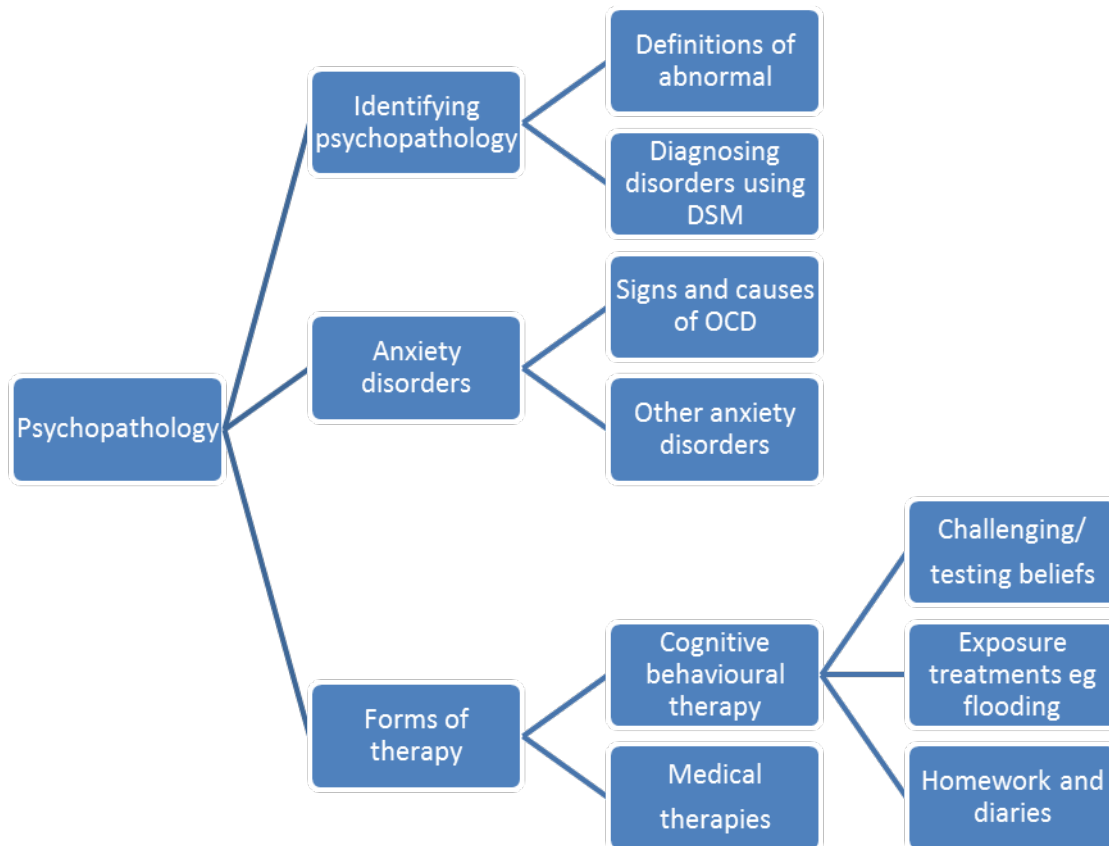 Definitions of
abnormal
Identifying
psychopathology
Diagnosing
disorders using
DSM
Signs and causes
of OCD
Anxiety
disorders
Other anxiety
disorders
Psychopathology
Challenging/
testing beliefs
Cognitive
behavioural
therapy
Exposure
treatments eg
flooding
Forms of
therapy
Medical
therapies
Homework and
diaries